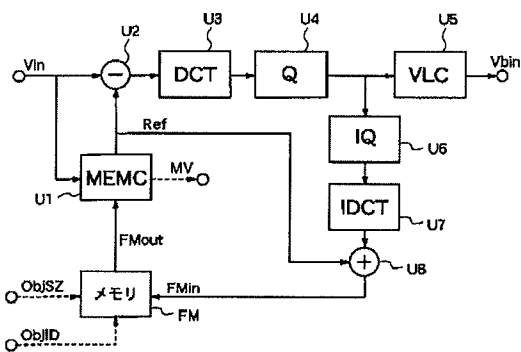 U2
U3
U4
U5
Vin
−
DCT
Q
VLC
Vbin
Ref
IQ
U6
MEMC
MV
U1
IDCT
U7
FMout
+
U8
ObjSZ
メモリ
FMin
FM
ObjID